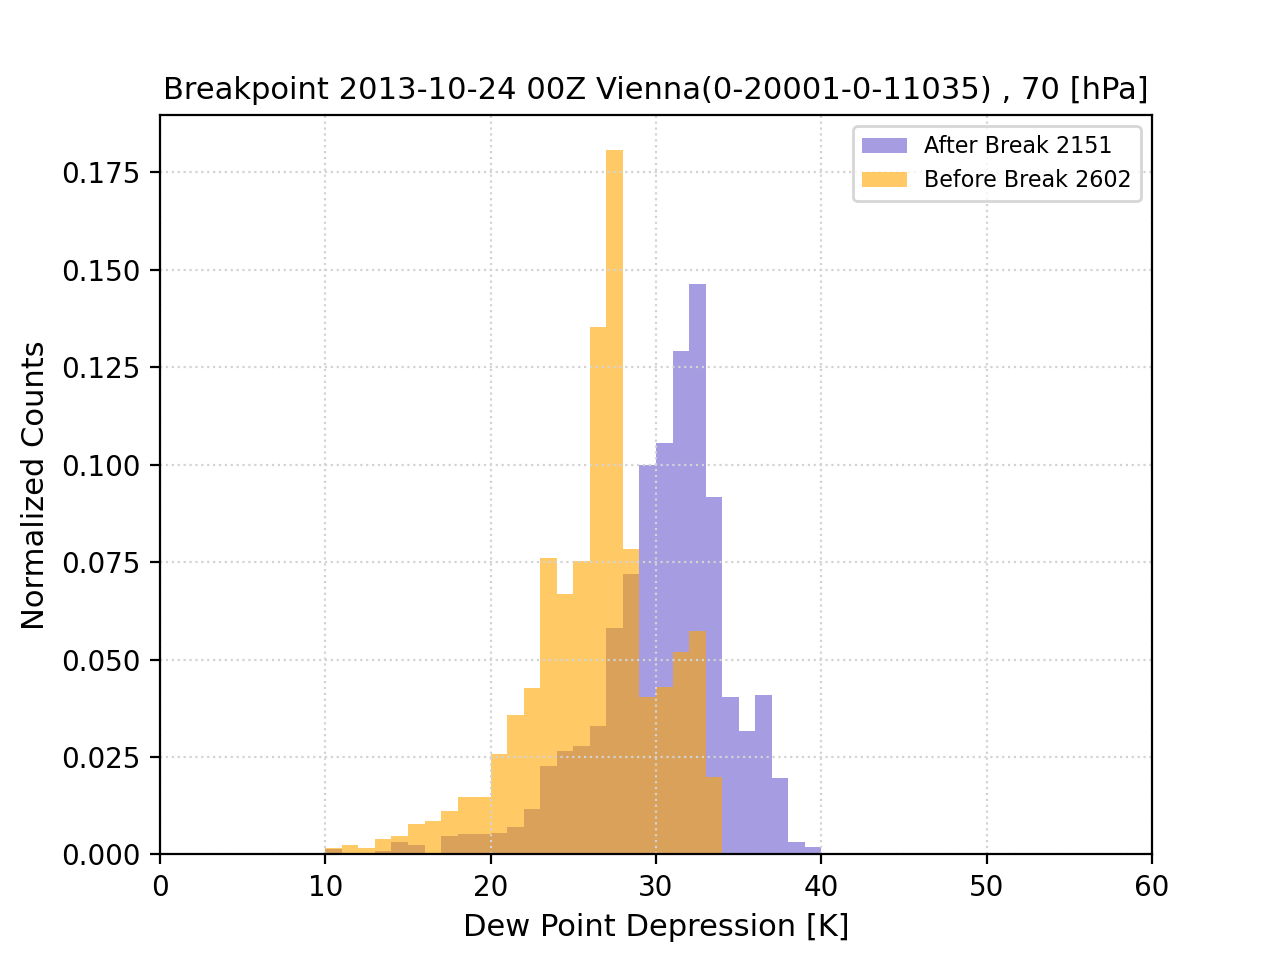 Breakpoint 2013-10-24 00Z Vienna(0-20001-0-11035) , 70 [hPa]
After Break 2151
Before Break 2602
0.175
0.150
0.125
0.100
0.075
0.050
0.025
0.000
Normalized Counts
0 10 20 30 40 50 60
Dew Point Depression [K]